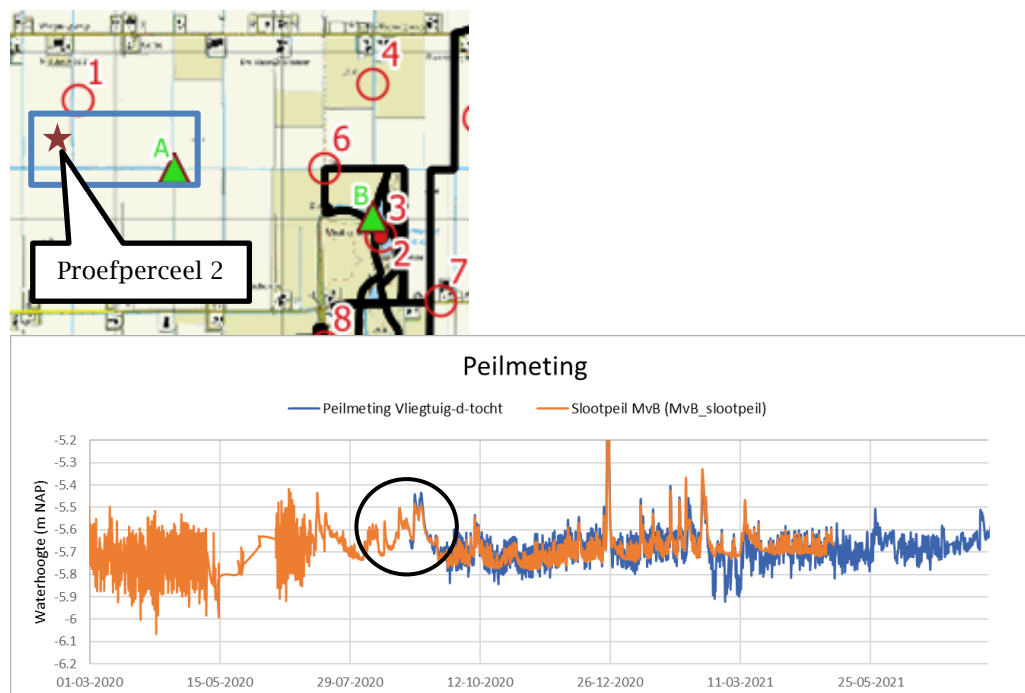 1
4
A
6
B
3
2
7
8
Proefperceel 2
Peilmeting
Peilmeting Vliegtuig-d-tocht
Slootpeil MvB (MvB_slootpeil)
Waterhoogte (m NAP)
-5.2
-5.3
-5.4
-5.5
-5.6
-5.7
-5.8
-5.9
-6
-6.1
-6.2
01-03-2020 15-05-2020 29-07-2020 12-10-2020 26-12-2020 11-03-2021 25-05-2021